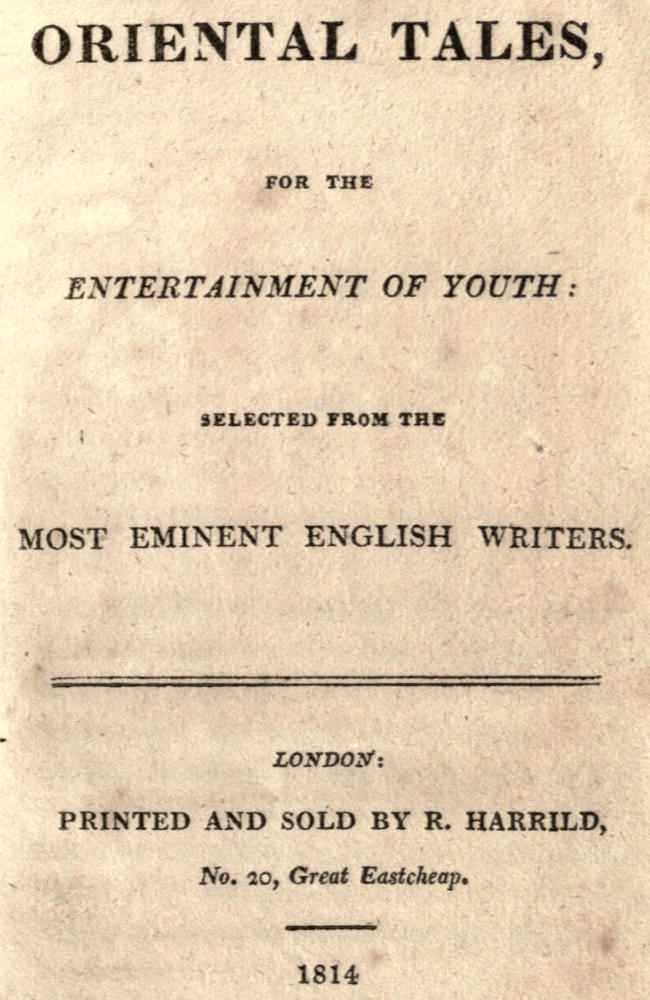 ORIENTAL TALES,
FOR THE
ENTERTAINMENT OF YOUTH:
SELECTED FROM THE
MOST EMINENT ENGLISH WRITERS.
LONDON:
PRINTED AND SOLD BY R. HARRILD,
No. 20, Great Eastcheap.
1814